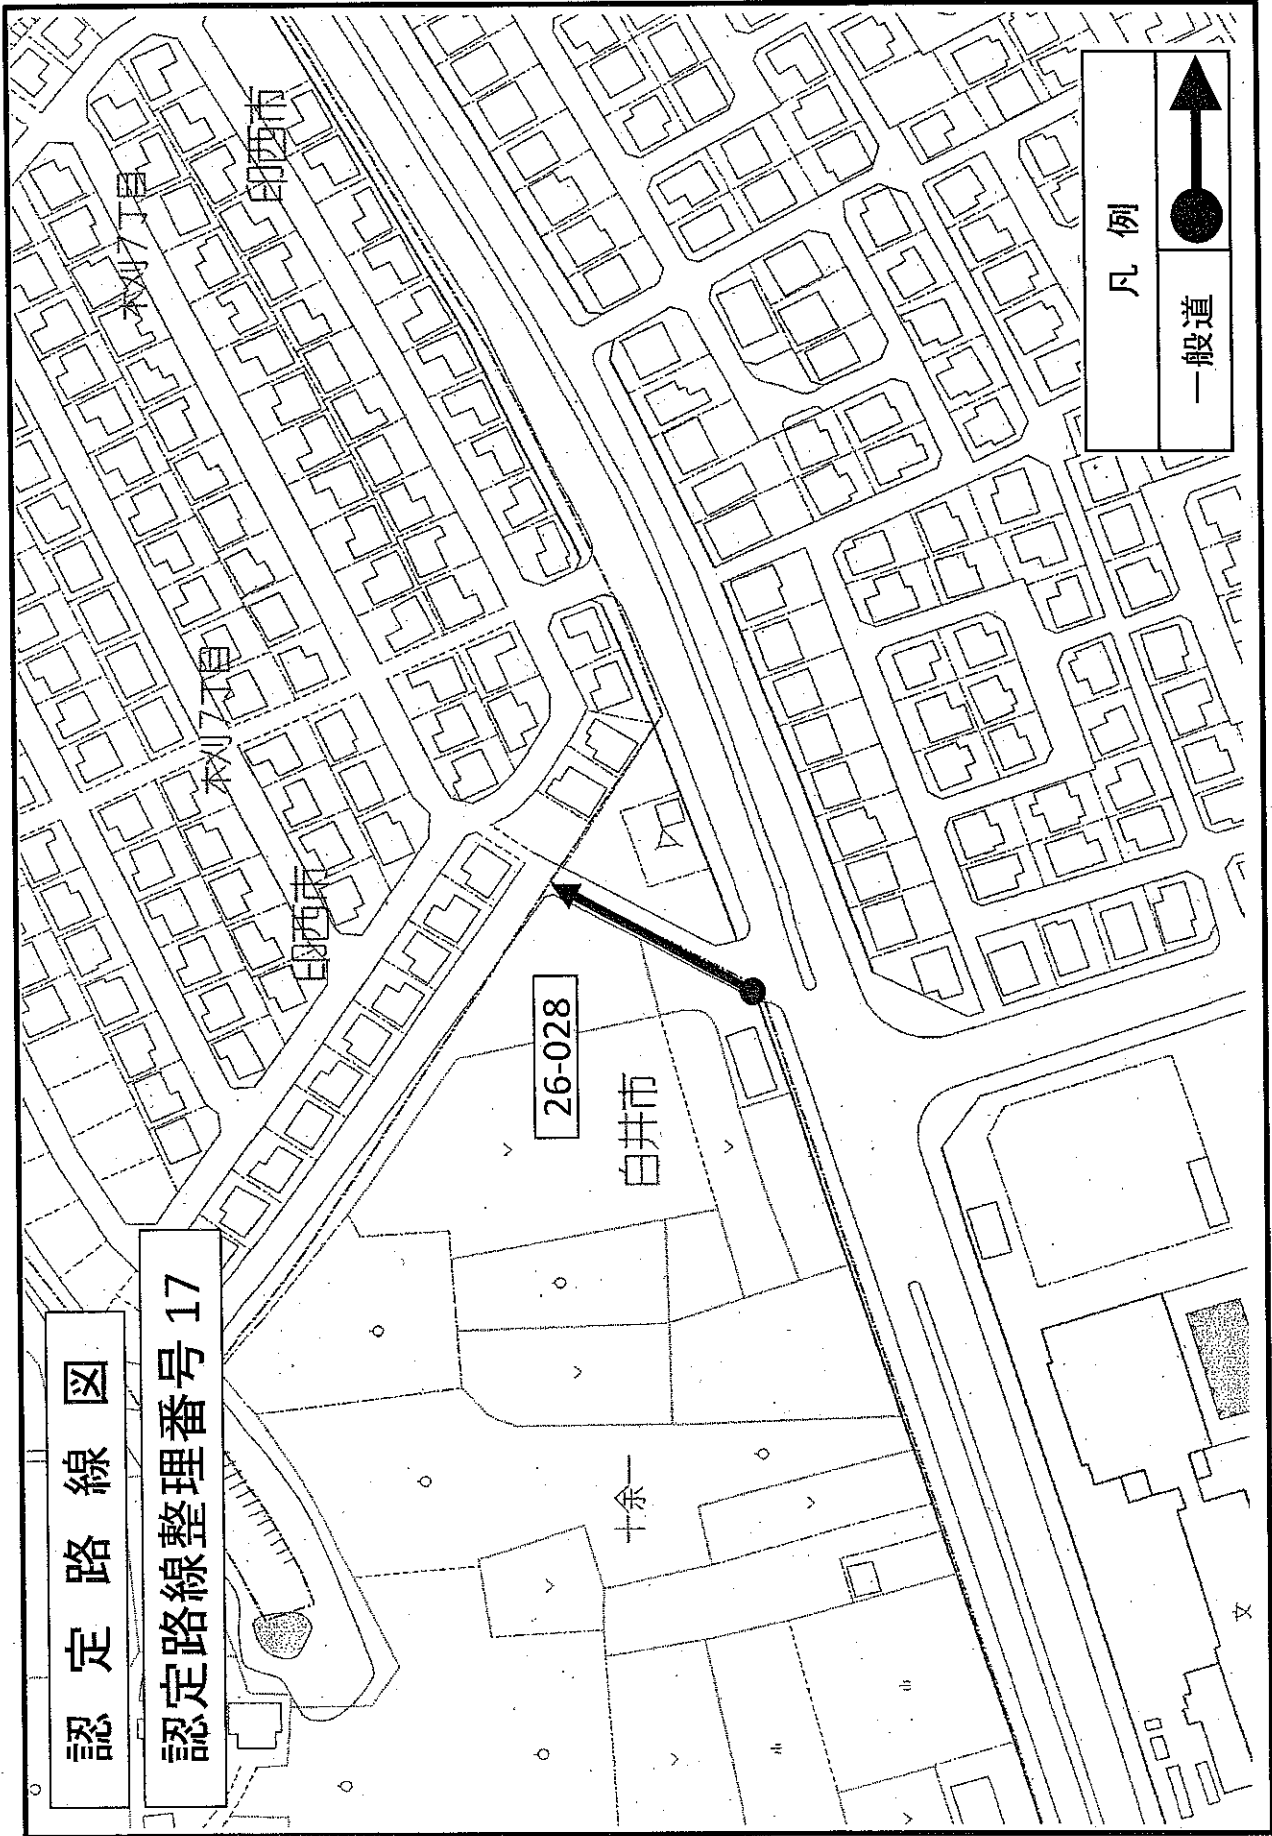 認定路線図
認定路線整理番号 17
印西市
木刈7丁目
木刈7丁目
印西市
26-028
白井市
十余一
文
凡例
一般道